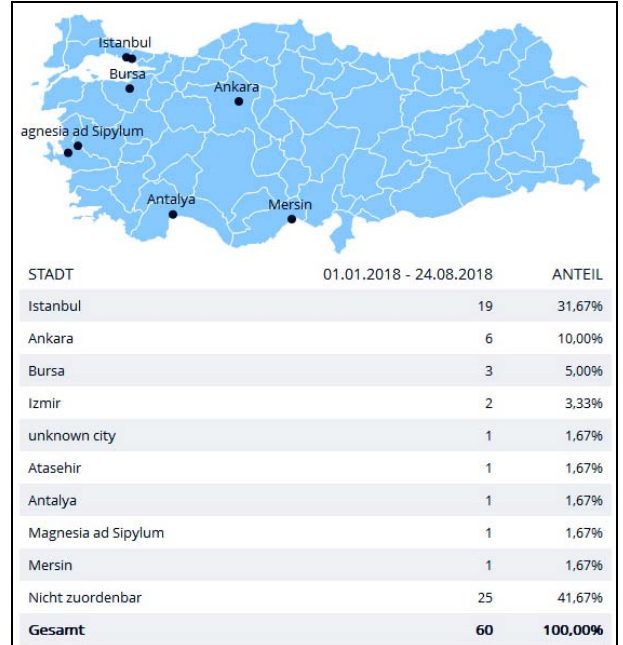 Istanbul
Bursa
Ankara
agnesia ad Sipylum
Antalya
Mersin
STADT 01.01.2018 - 24.08.2018 ANTEIL
Istanbul 19 31,67%
Ankara 6 10,00%
Bursa 3 5,00%
Izmir 2 3,33%
unknown city 1 1,67%
Atasehir 1 1,67%
Antalya 1 1,67%
Magnesia ad Sipylum 1 1,67%
Mersin 1 1,67%
Nicht zuordenbar 25 41,67%
Gesamt 60 100,00%